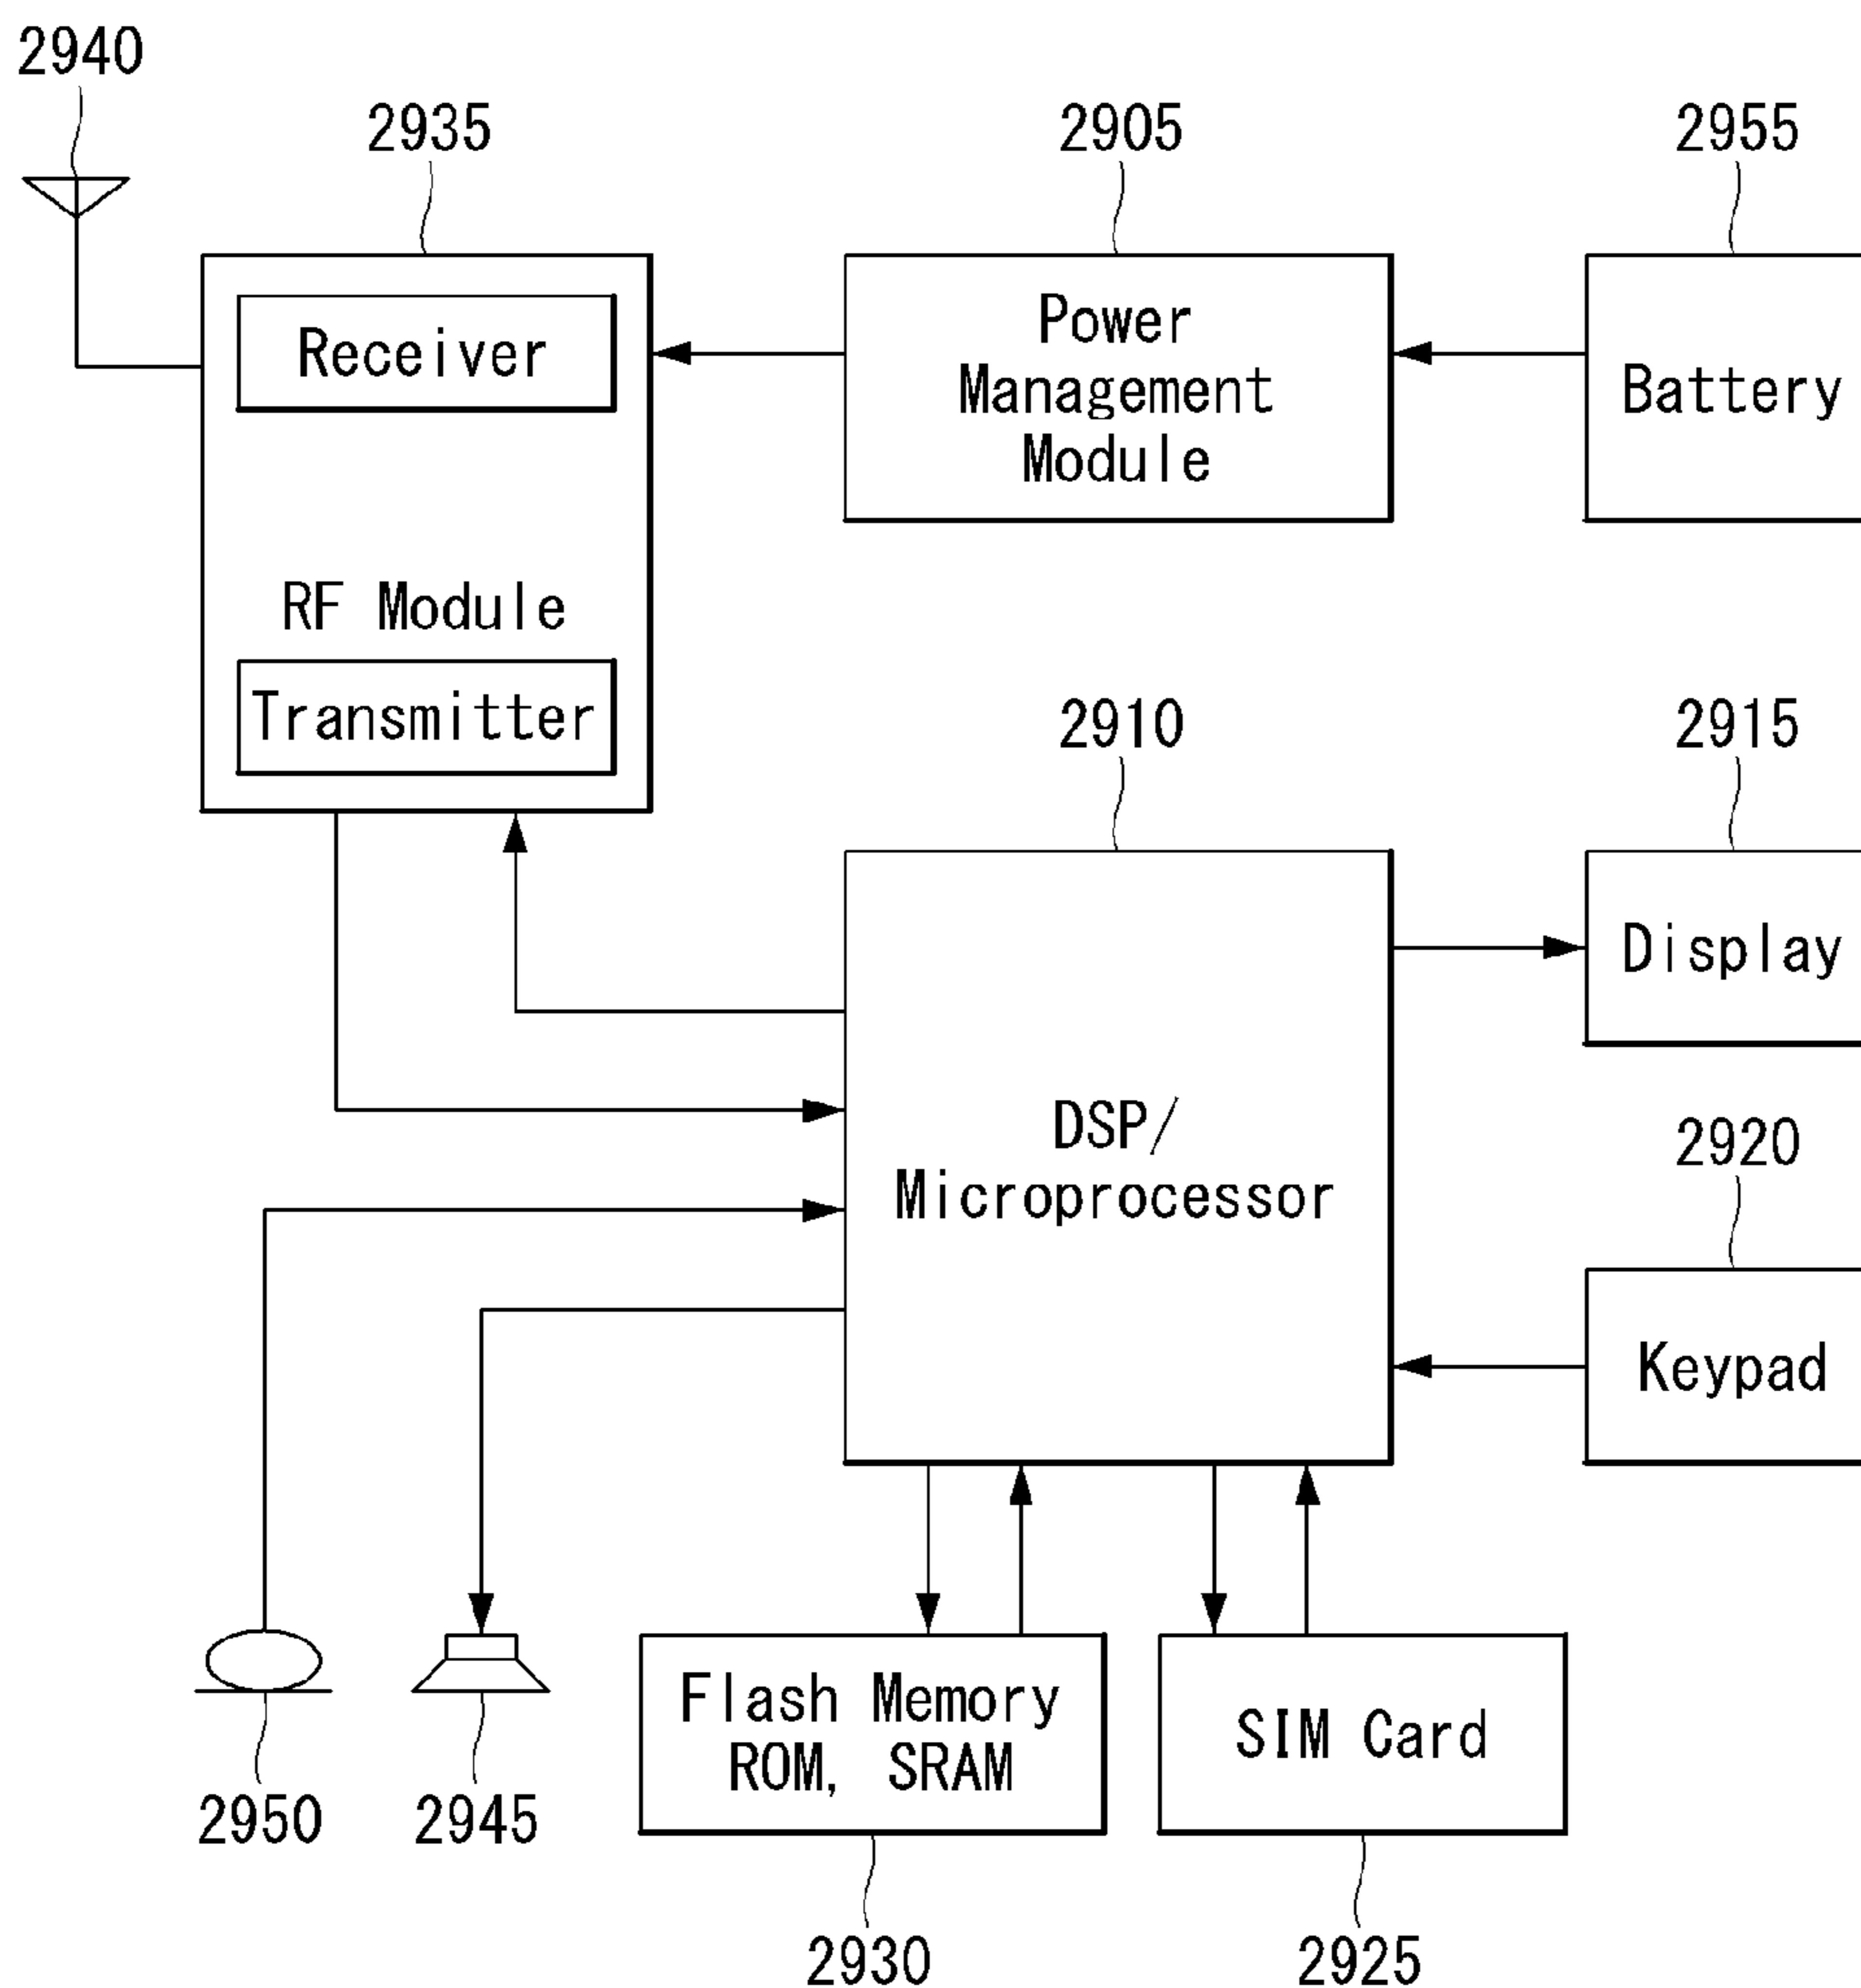 2940
2935
2905
2955
Receiver
RF Module
Transmitter
Power
Management
Module
Battery
2910
2915
DSP/
Microprocessor
Display
2920
Keypad
2950
2945
Flash Memory
ROM, SRAM
SIM Card
2930
2925